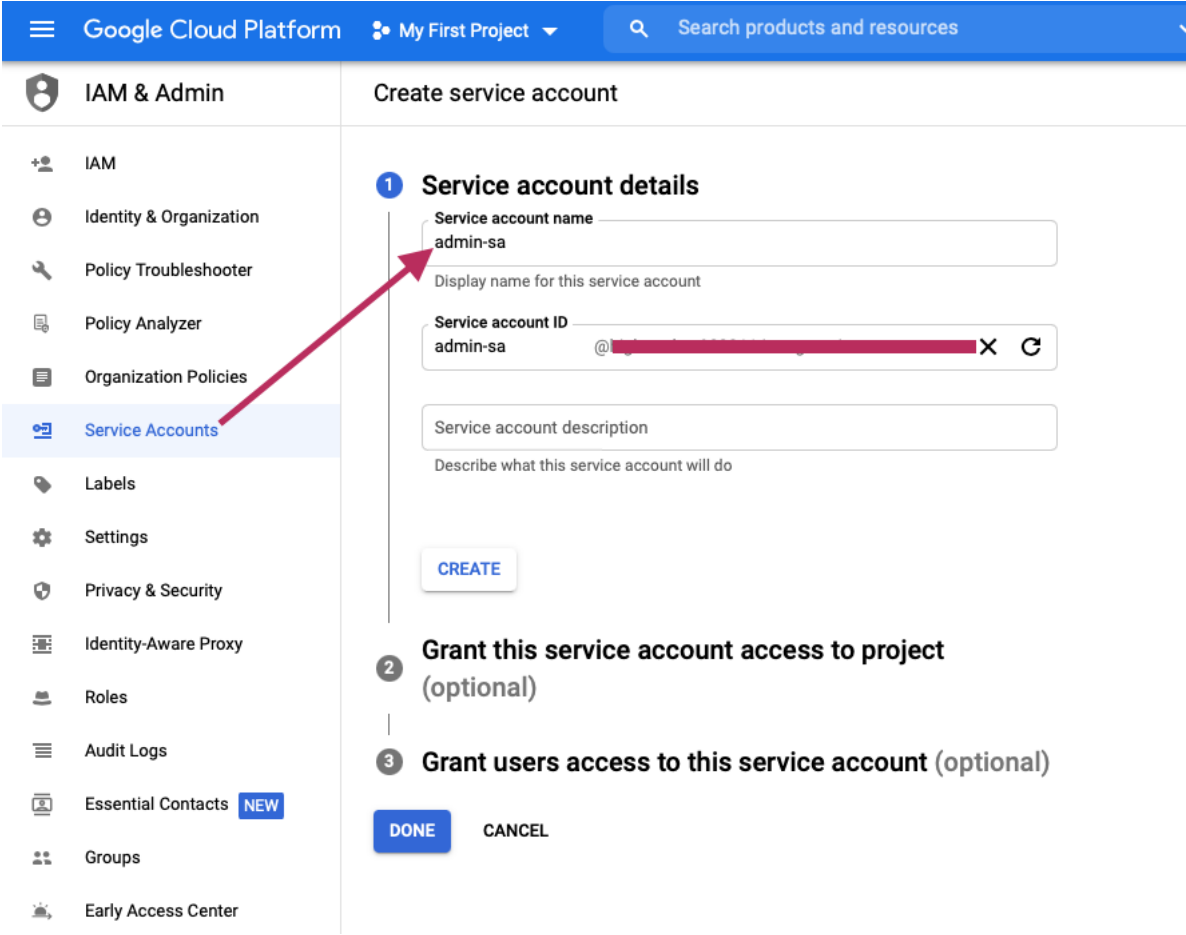 Google Cloud Platform My First Project Search products and resources
IAM & Admin
Create service account
IAM
Identity & Organization
Policy Troubleshooter
Policy Analyzer
Organization Policies
Service Accounts
Labels
Settings
Privacy & Security
Identity-Aware Proxy
Roles
Audit Logs
Essential Contacts NEW
Groups
Early Access Center
1 Service account details
Service account name
admin-sa
Display name for this service account
Service account ID
admin-sa @
Service account description
Describe what this service account will do
CREATE
2 Grant this service account access to project
(optional)
3 Grant users access to this service account (optional)
DONE CANCEL